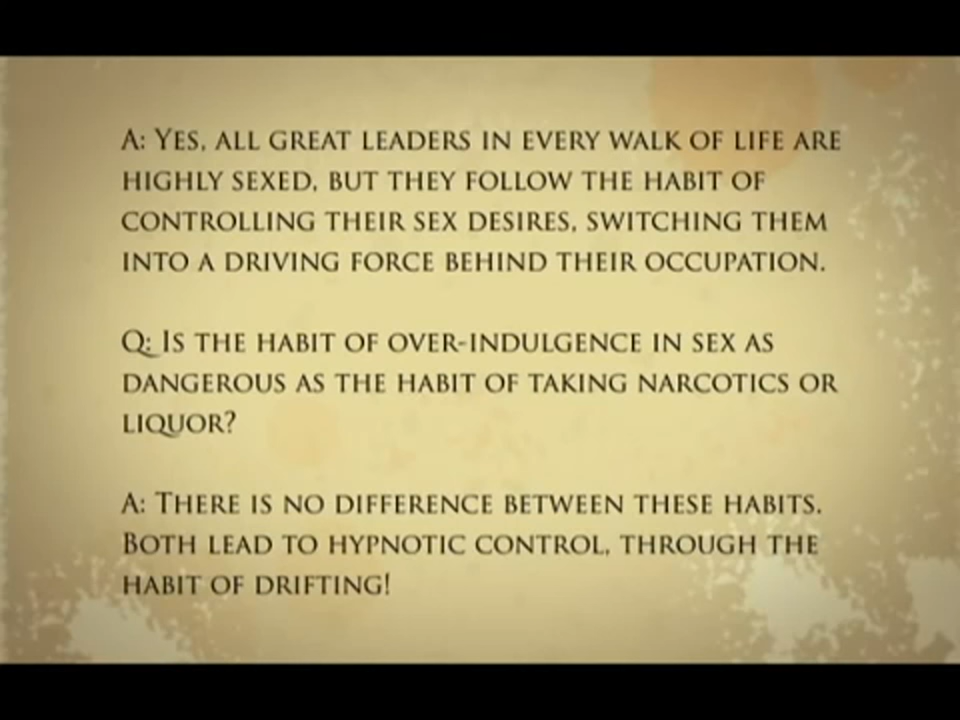 A: Yes, all great leaders in every walk of life are
highly sexed, but they follow the habit of
controlling their sex desires, switching them
into a driving force behind their occupation.
Q: Is the habit of over-indulgence in sex as
dangerous as the habit of taking narcotics or
liquor?
A: There is no difference between these habits.
Both lead to hypnotic control, through the
habit of drifting!